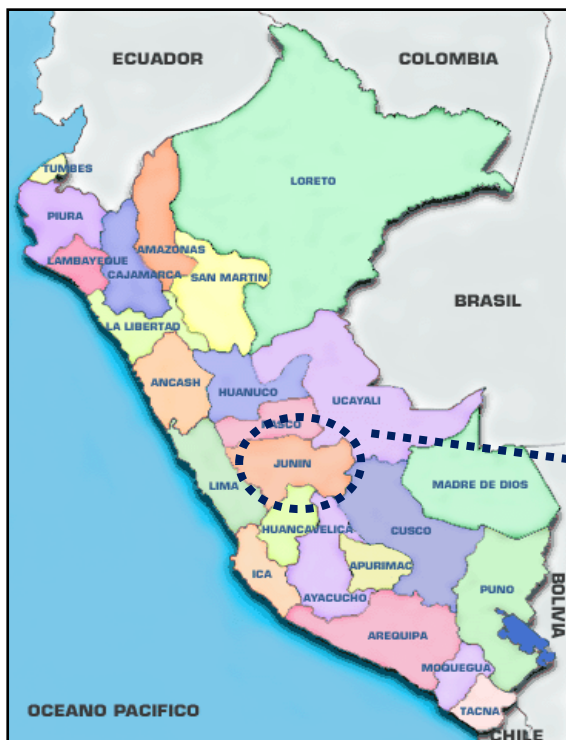 ECUADOR
COLOMBIA
TUMBES
LORETO
PIURA
AMAZONAS
LAMBAYEQUE
CAJAMARCA
SAN MARTIN
BRASIL
LA LIBERTAD
ANCASH
HUANUCO
UCAYALI
PASCO
JUNIN
LIMA
MADRE DE DIOS
HUANCAVELICA
CUSCO
APURIMAC
ICA
PUNO
AYACUCHO
BOLIVIA
AREQUIPA
MOQUEGUA
OCEANO PACIFICO
TACNA
CHILE